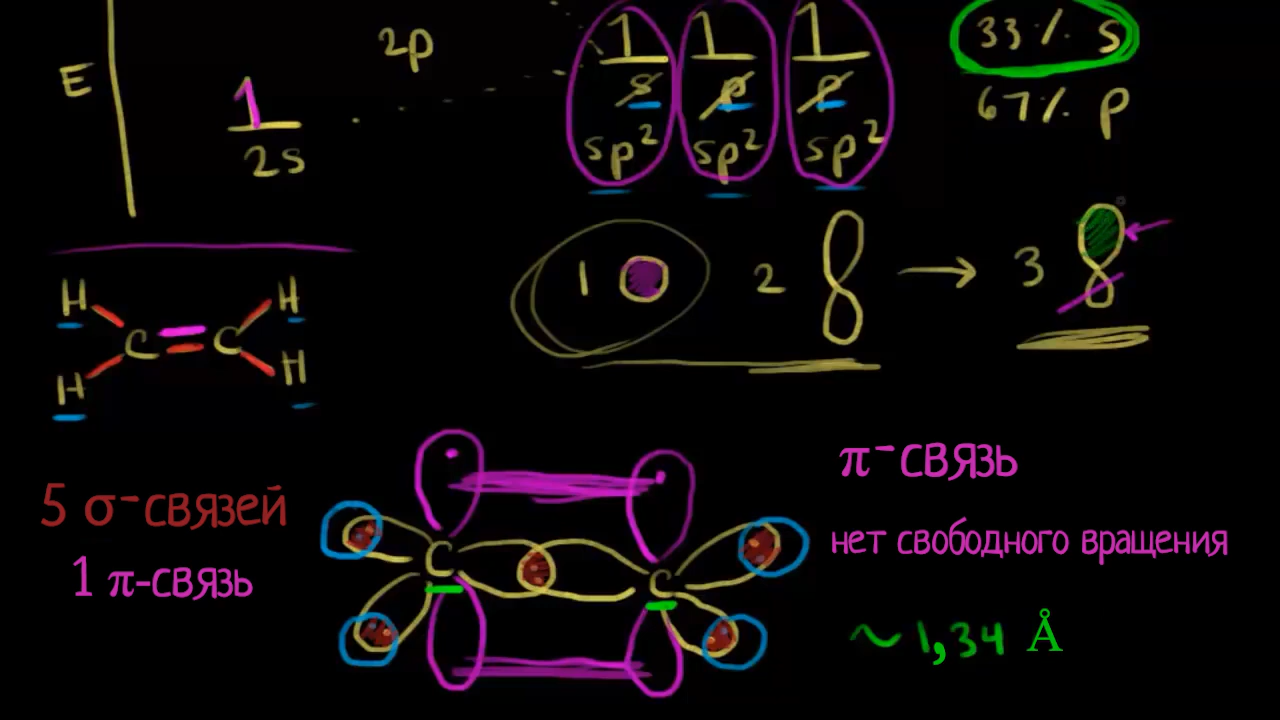 E
2p
1
2s
1 1 1
s p p
sp² sp² sp²
33% s
67% p
1 2 → 3
H H
C C
H H
5 σ-связей
1 π-связь
C C
π-связь
нет свободного вращения
~1,34 Å